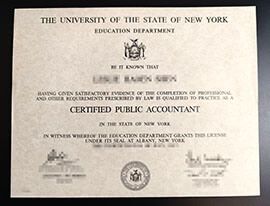 THE UNIVERSITY OF THE STATE OF NEW YORK
EDUCATION DEPARTMENT
BE IT KNOWN THAT
HAVING GIVEN SATISFACTORY EVIDENCE OF THE COMPLETION OF PROFESSIONAL
AND OTHER REQUIREMENTS PRESCRIBED BY LAW IS QUALIFIED TO PRACTICE AS A
CERTIFIED PUBLIC ACCOUNTANT
IN THE STATE OF NEW YORK
IN WITNESS WHEREOF THE EDUCATION DEPARTMENT GRANTS THIS LICENSE
UNDER ITS SEAL AT ALBANY, NEW YORK